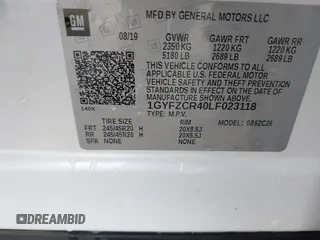 GM
MFD BY GENERAL MOTORS LLC
08/19 GVWR GAWR FRT GAWR RR
2350 KG 1220 KG 1220 KG
5180 LB 2689 LB 2689 LB
THIS VEHICLE CONFORMS TO ALL APPLICABLE
U.S. FEDERAL MOTOR VEHICLE SAFETY
STANDARDS IN EFFECT ON THE DATE OF
MANUFACTURE SHOWN ABOVE.
1GYFZCR40LF023118
TYPE: M.P.V. MODEL:
TIRE SIZE RIM
FRT 245/45R20 H 20X8.5J
RR 245/45R20 H 20X8.5J
SPA NONE NONE
DREAMBID